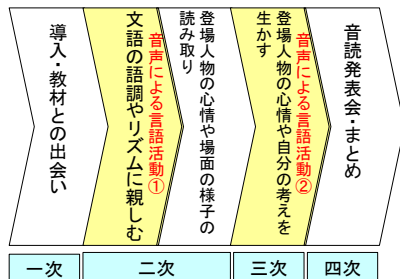 導入・教材との出会い
音声による言語活動①
文語の語調やリズムに親しむ
登場人物の心情や場面の様子の
読み取り
音声による言語活動②
登場人物の心情や自分の考えを
生かす
音読発表会・まとめ
一次
二次
三次
四次